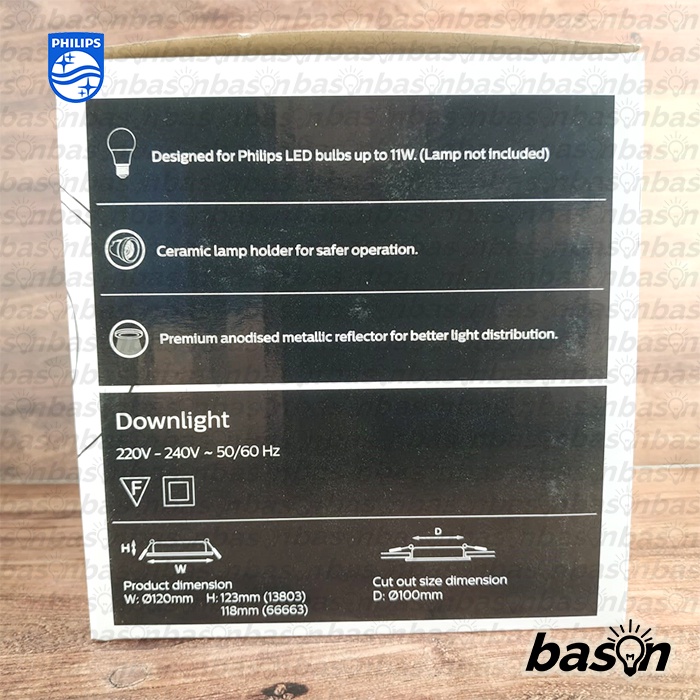 PHILIPS
Designed for Philips LED bulbs up to 11W. (Lamp not included)
Ceramic lamp holder for safer operation.
Premium anodised metallic reflector for better light distribution.
Downlight
220V - 240V ~ 50/60 Hz
F
D
H
W
Product dimension
W: Ø120mm H: 123mm (13803)
118mm (66663)
Cut out size dimension
D: Ø100mm
bason